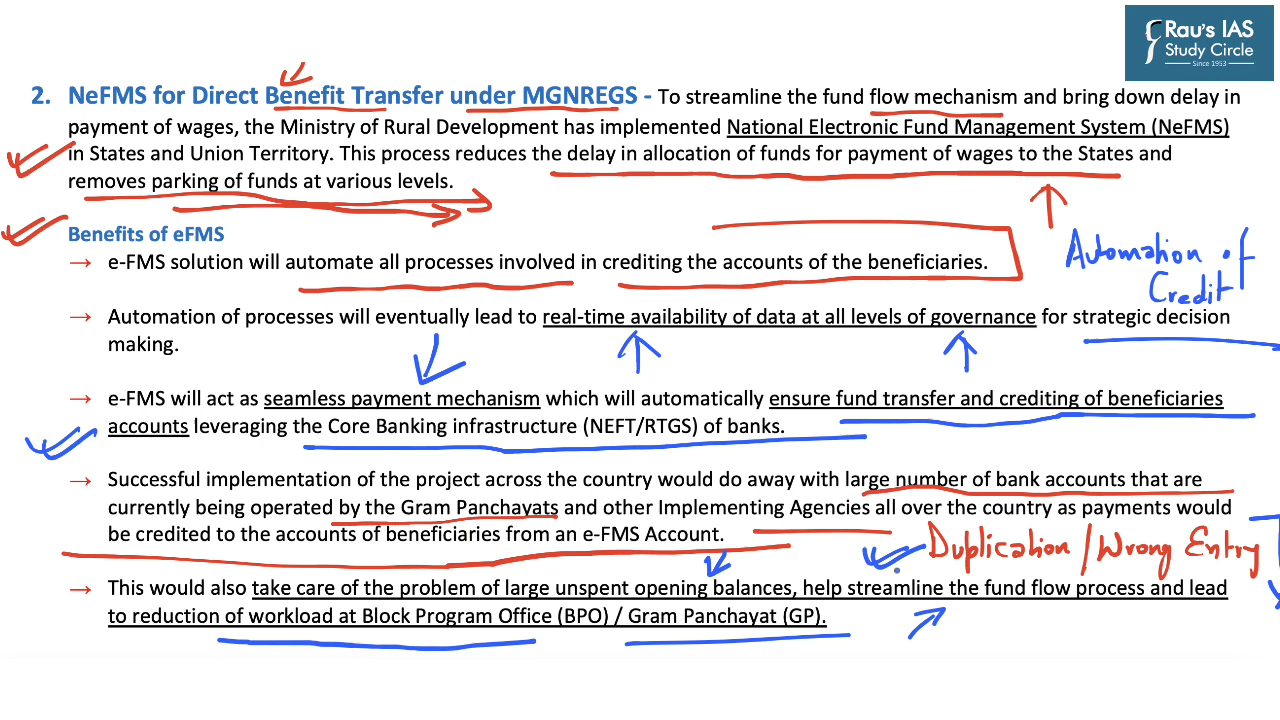 Rau's IAS
Study Circle
Since 1953
2. NeFMS for Direct Benefit Transfer under MGNREGS - To streamline the fund flow mechanism and bring down delay in
payment of wages, the Ministry of Rural Development has implemented National Electronic Fund Management System (NeFMS)
in States and Union Territory. This process reduces the delay in allocation of funds for payment of wages to the States and
removes parking of funds at various levels.
Benefits of eFMS
→ e-FMS solution will automate all processes involved in crediting the accounts of the beneficiaries.
Automation of
Credit
→ Automation of processes will eventually lead to real-time availability of data at all levels of governance for strategic decision
making.
→ e-FMS will act as seamless payment mechanism which will automatically ensure fund transfer and crediting of beneficiaries
accounts leveraging the Core Banking infrastructure (NEFT/RTGS) of banks.
→ Successful implementation of the project across the country would do away with large number of bank accounts that are
currently being operated by the Gram Panchayats and other Implementing Agencies all over the country as payments would
be credited to the accounts of beneficiaries from an e-FMS Account.
Duplication / Wrong Entry
→ This would also take care of the problem of large unspent opening balances, help streamline the fund flow process and lead
to reduction of workload at Block Program Office (BPO) / Gram Panchayat (GP).